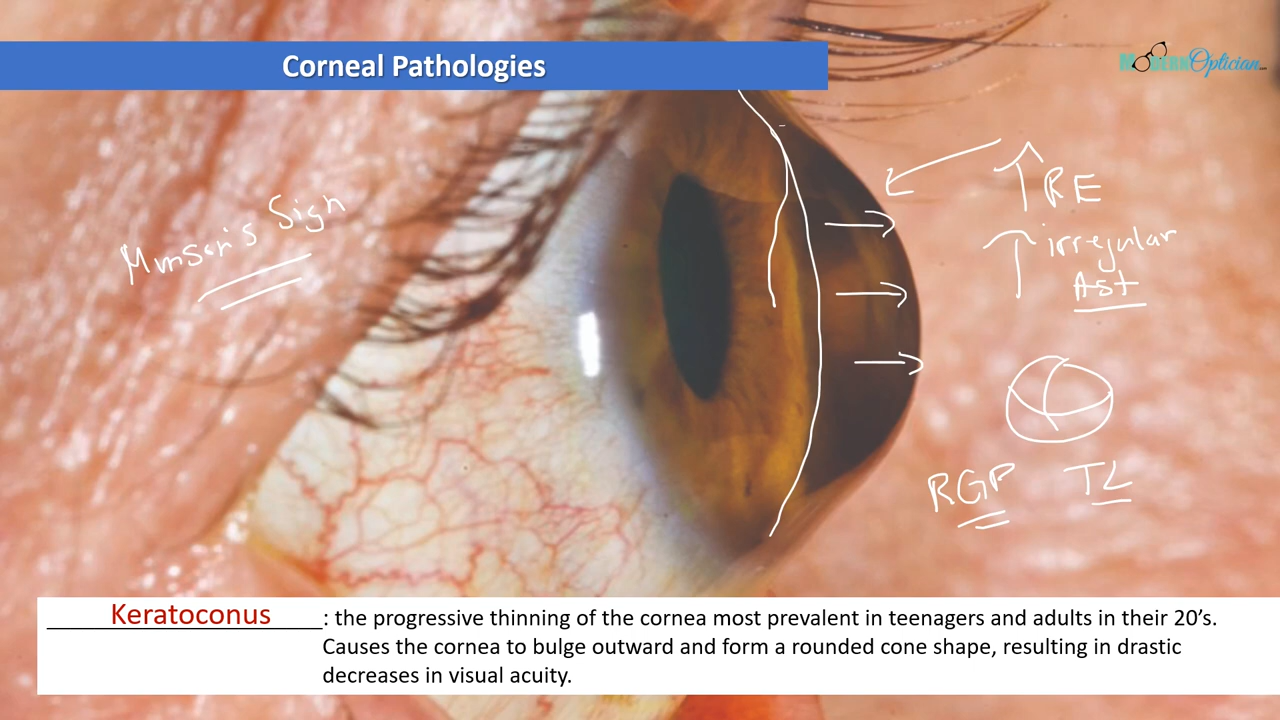 Corneal Pathologies
MODERNOptician.com
Munson's Sign
↑ RE
↑ irregular
Ast
RGP TL
Keratoconus: the progressive thinning of the cornea most prevalent in teenagers and adults in their 20's.
Causes the cornea to bulge outward and form a rounded cone shape, resulting in drastic
decreases in visual acuity.